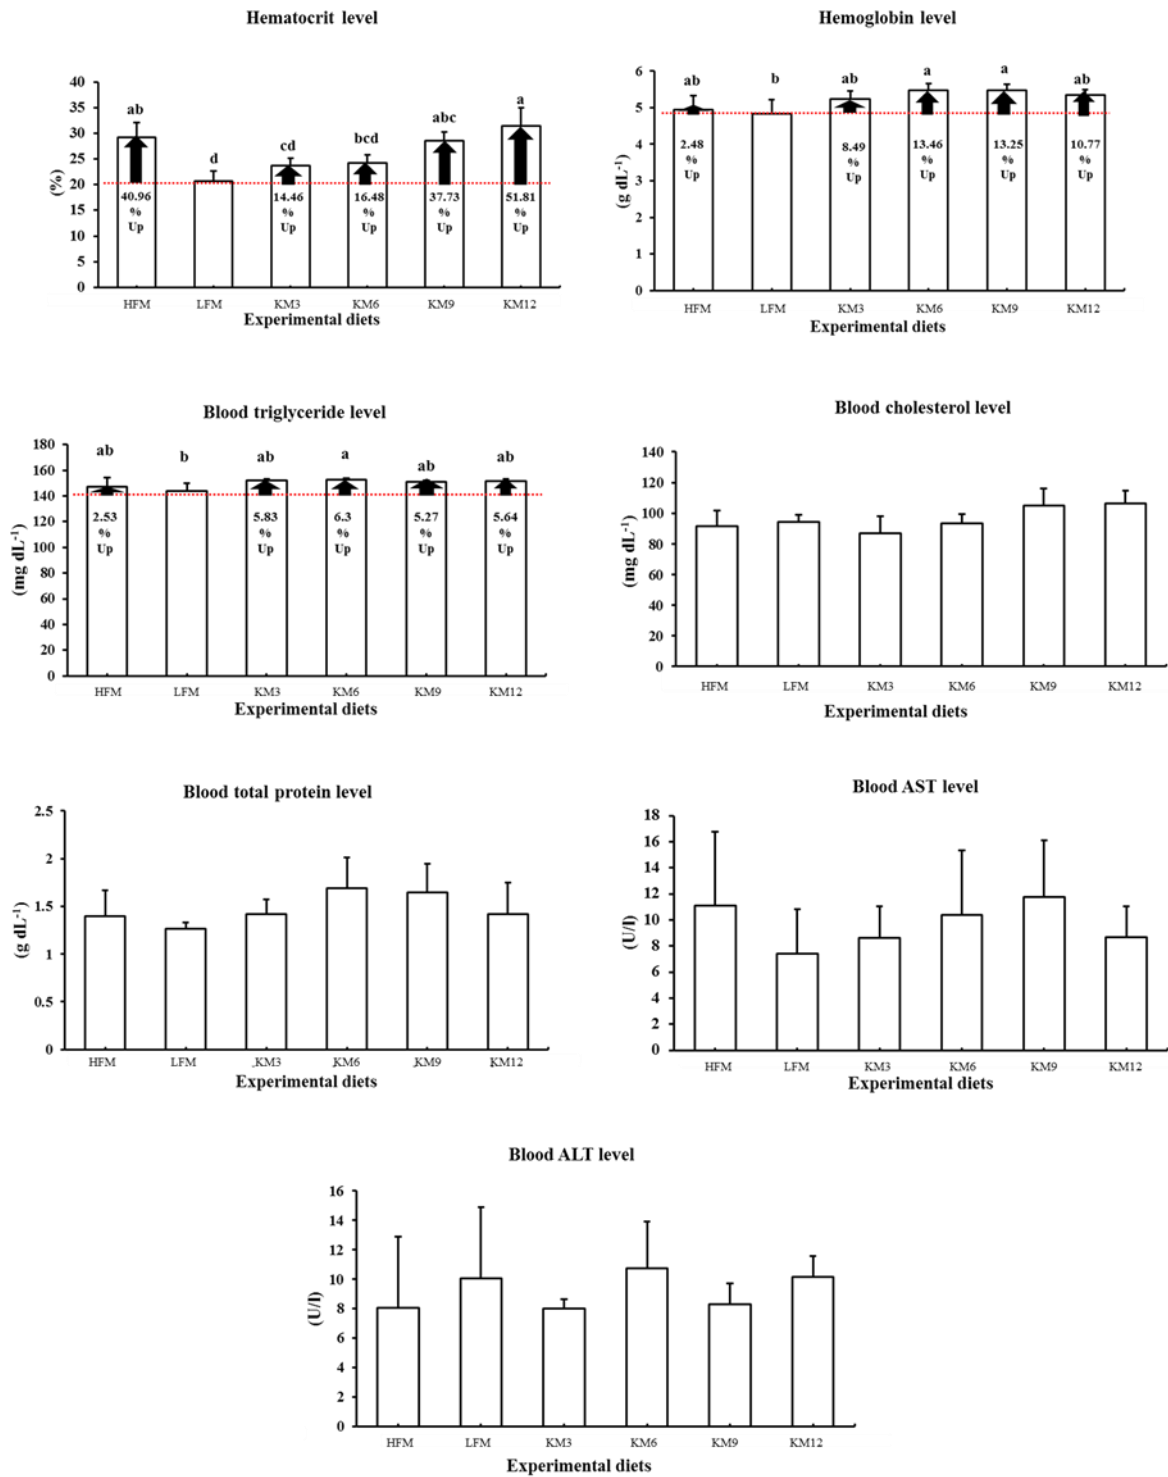 Hematocrit level
40
35
30
25
20
15
10
5
0
(%)
ab
d
cd
bcd
abc
a
40.96
%
Up
14.46
%
Up
16.48
%
Up
37.73
%
Up
51.81
%
Up
HFM LFM KM3 KM6 KM9 KM12
Experimental diets
Hemoglobin level
6
5
4
3
2
1
0
(g dL-1)
ab
b
ab
a
a
ab
2.48
%
Up
8.49
%
Up
13.46
%
Up
13.25
%
Up
10.77
%
Up
HFM LFM KM3 KM6 KM9 KM12
Experimental diets
Blood triglyceride level
180
160
140
120
100
80
60
40
20
0
(mg dL-1)
ab
b
ab
a
ab
ab
2.53
%
Up
5.83
%
Up
6.3
%
Up
5.27
%
Up
5.64
%
Up
HFM LFM KM3 KM6 KM9 KM12
Experimental diets
Blood cholesterol level
140
120
100
80
60
40
20
0
(mg dL-1)
HFM LFM KM3 KM6 KM9 KM12
Experimental diets
Blood total protein level
2.5
2
1.5
1
0.5
0
(g dL-1)
HFM LFM KM3 KM6 KM9 KM12
Experimental diets
Blood AST level
18
16
14
12
10
8
6
4
2
0
(U/l)
HFM LFM KM3 KM6 KM9 KM12
Experimental diets
Blood ALT level
16
14
12
10
8
6
4
2
0
(U/l)
HFM LFM KM3 KM6 KM9 KM12
Experimental diets